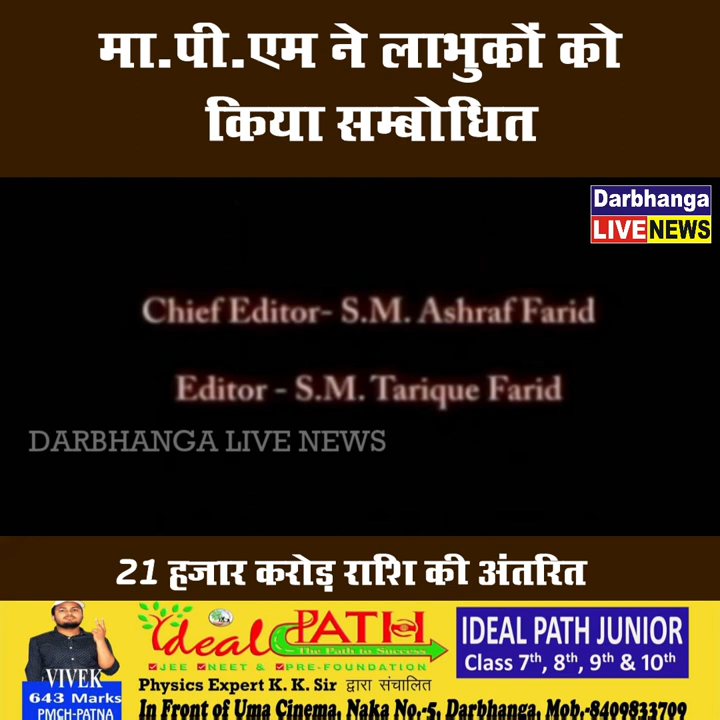 मा.पी.एम ने लाभुकों को
किया सम्बोधित
Darbhanga
LIVE NEWS
Chief Editor- S.M. Ashraf Farid
Editor - S.M. Tarique Farid
DARBHANGA LIVE NEWS
21 हजार करोड़ राशि की अंतरित
Ideal PATH
The Path to Success
JEE NEET & PRE-FOUNDATION
Physics Expert K. K. Sir द्वारा संचालित
IDEAL PATH JUNIOR
Class 7th, 8th, 9th & 10th
VIVEK
643 Marks
PMCH-PATNA
In Front of Uma Cinema, Naka No.-5, Darbhanga, Mob.-8409833709